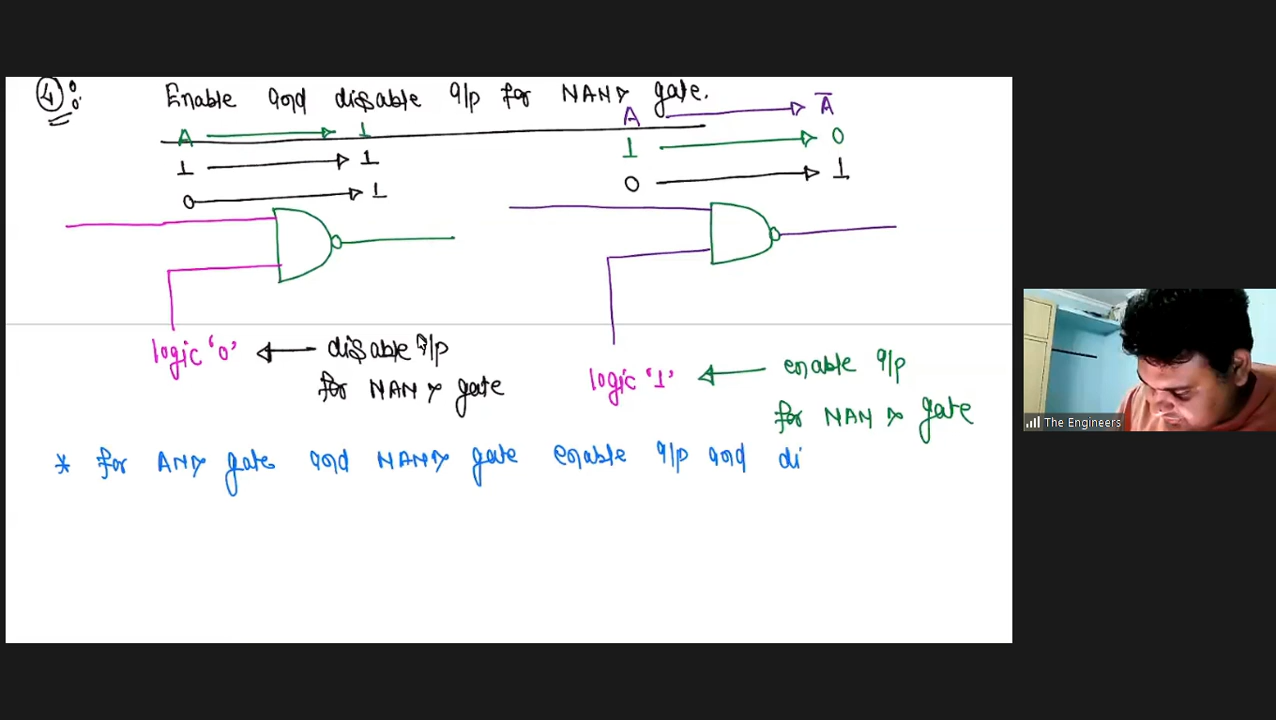 4: Enable and disable i/p for NAND gate.
A → 1
1 → 1
0 → 1
A → Ā
1 → 0
0 → 1
logic '0' ← disable i/p
for NAND gate
logic '1' ← enable i/p
for NAND gate
* for AND gate and NAND gate enable i/p and di
The Engineers